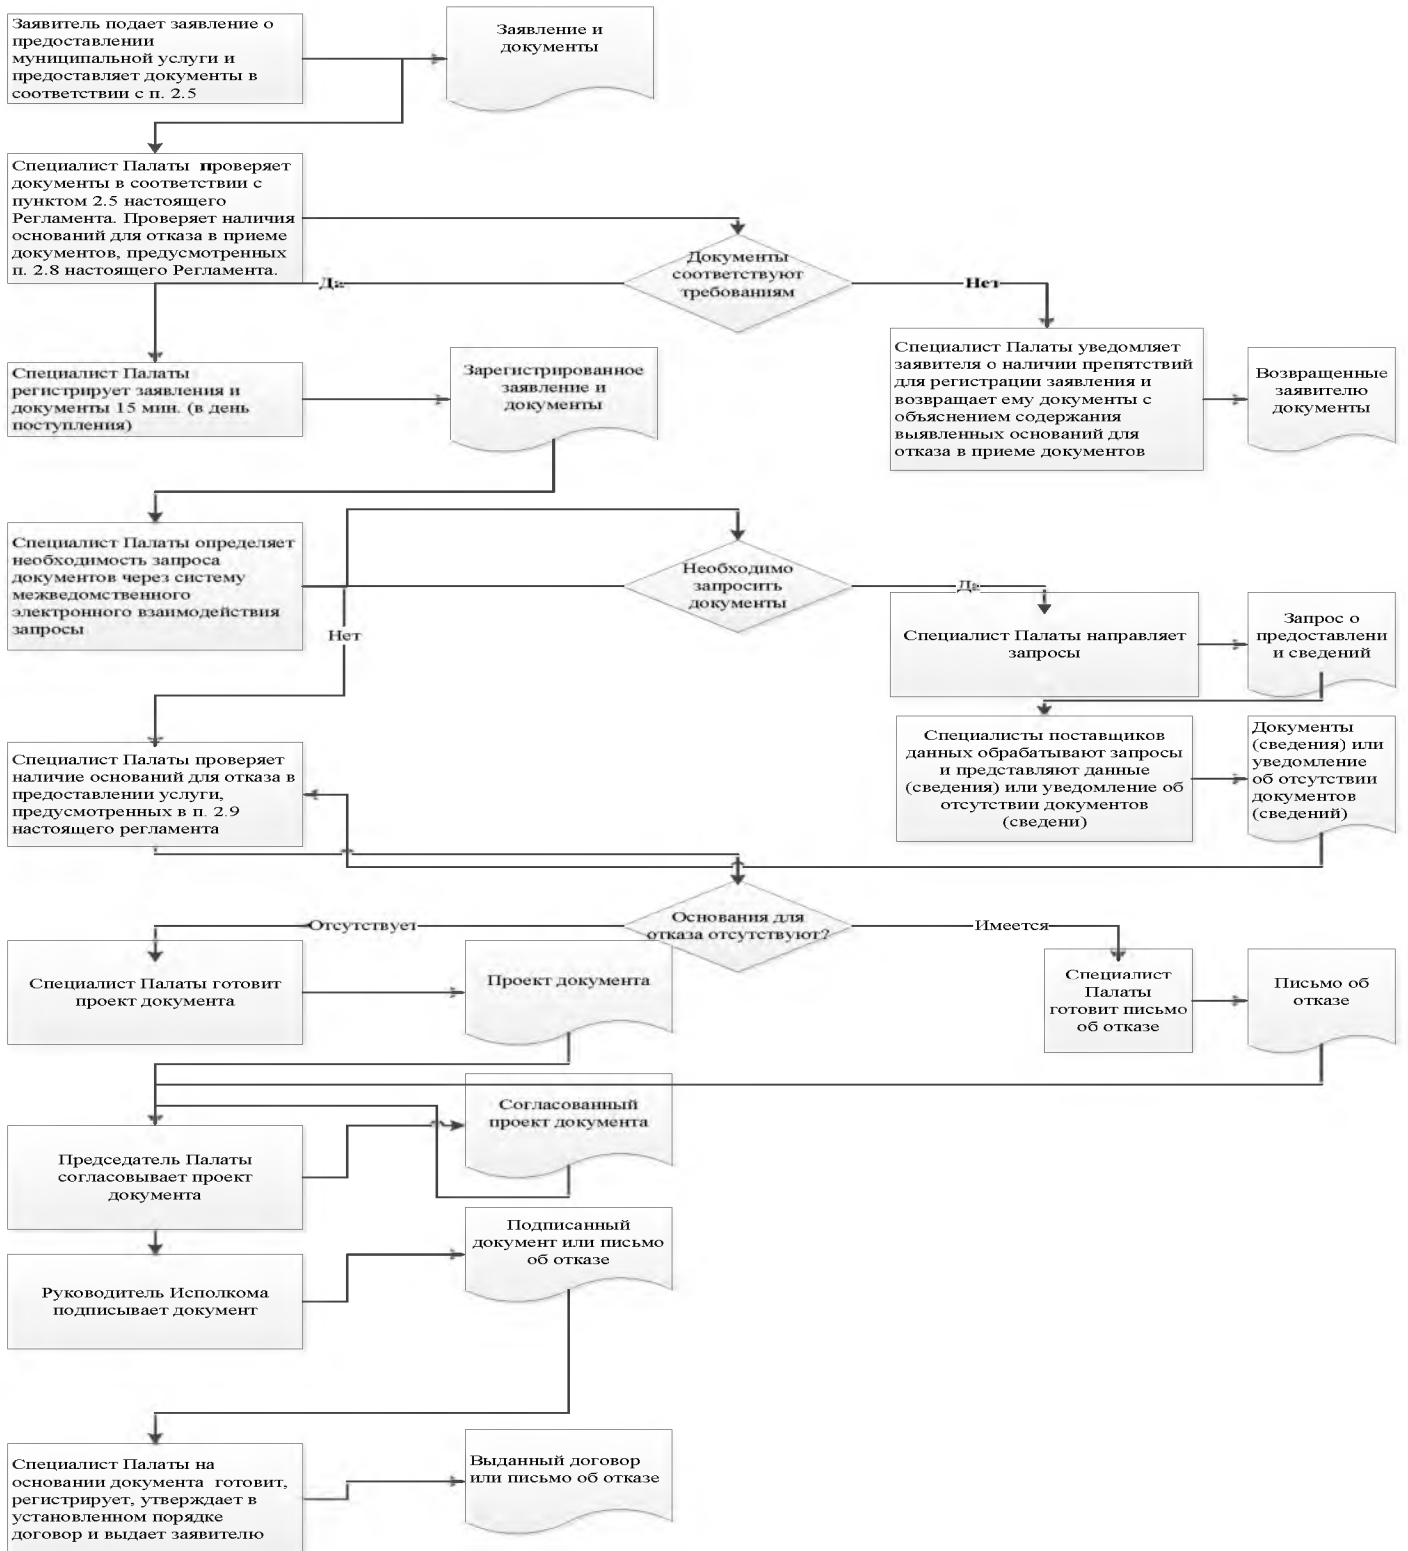 Заявитель подает заявление о
предоставлении
муниципальной услуги и
предоставляет документы в
соответствии с п. 2.5
Заявление и
документы
Специалист Палаты проверяет
документы в соответствии с
пунктом 2.5 настоящего
Регламента. Проверяет наличия
оснований для отказа в приеме
документов, предусмотренных
п. 2.8 настоящего Регламента.
Документы
соответствуют
требованиям
Да
Нет
Специалист Палаты
регистрирует заявления и
документы 15 мин. (в день
поступления)
Зарегистрированное
заявление и
документы
Специалист Палаты уведомляет
заявителя о наличии препятствий
для регистрации заявления и
возвращает ему документы с
объяснением содержания
выявленных оснований для
отказа в приеме документов
Возвращенные
заявителю
документы
Специалист Палаты определяет
необходимость запроса
документов через систему
межведомственного
электронного взаимодействия
запросы
Необходимо
запросить
документы
Да
Нет
Специалист Палаты направляет
запросы
Запрос о
предоставлени
и сведений
Специалисты поставщиков
данных обрабатывают запросы
и представляют данные
(сведения) или уведомление об
отсутствии документов
(сведени)
Документы
(сведения) или
уведомление
об отсутствии
документов
(сведений)
Специалист Палаты проверяет
наличие оснований для отказа в
предоставлении услуги,
предусмотренных в п. 2.9
настоящего регламента
Основания для
отказа отсутствуют?
Отсутствует
Имеется
Специалист Палаты готовит
проект документа
Проект документа
Специалист
Палаты
готовит письмо
об отказе
Письмо об
отказе
Согласованный
проект документа
Председатель Палаты
согласовывает проект
документа
Подписанный
документ или письмо
об отказе
Руководитель Исполкома
подписывает документ
Специалист Палаты на
основании документа готовит,
регистрирует, утверждает в
установленном порядке
договор и выдает заявителю
Выданный договор
или письмо об отказе